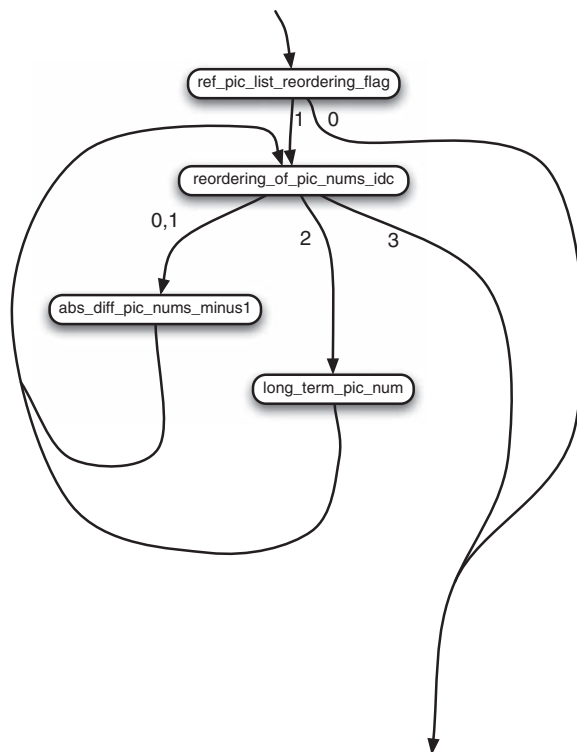 ref_pic_list_reordering_flag
1 0
reordering_of_pic_nums_idc
0,1 2 3
abs_diff_pic_nums_minus1
long_term_pic_num